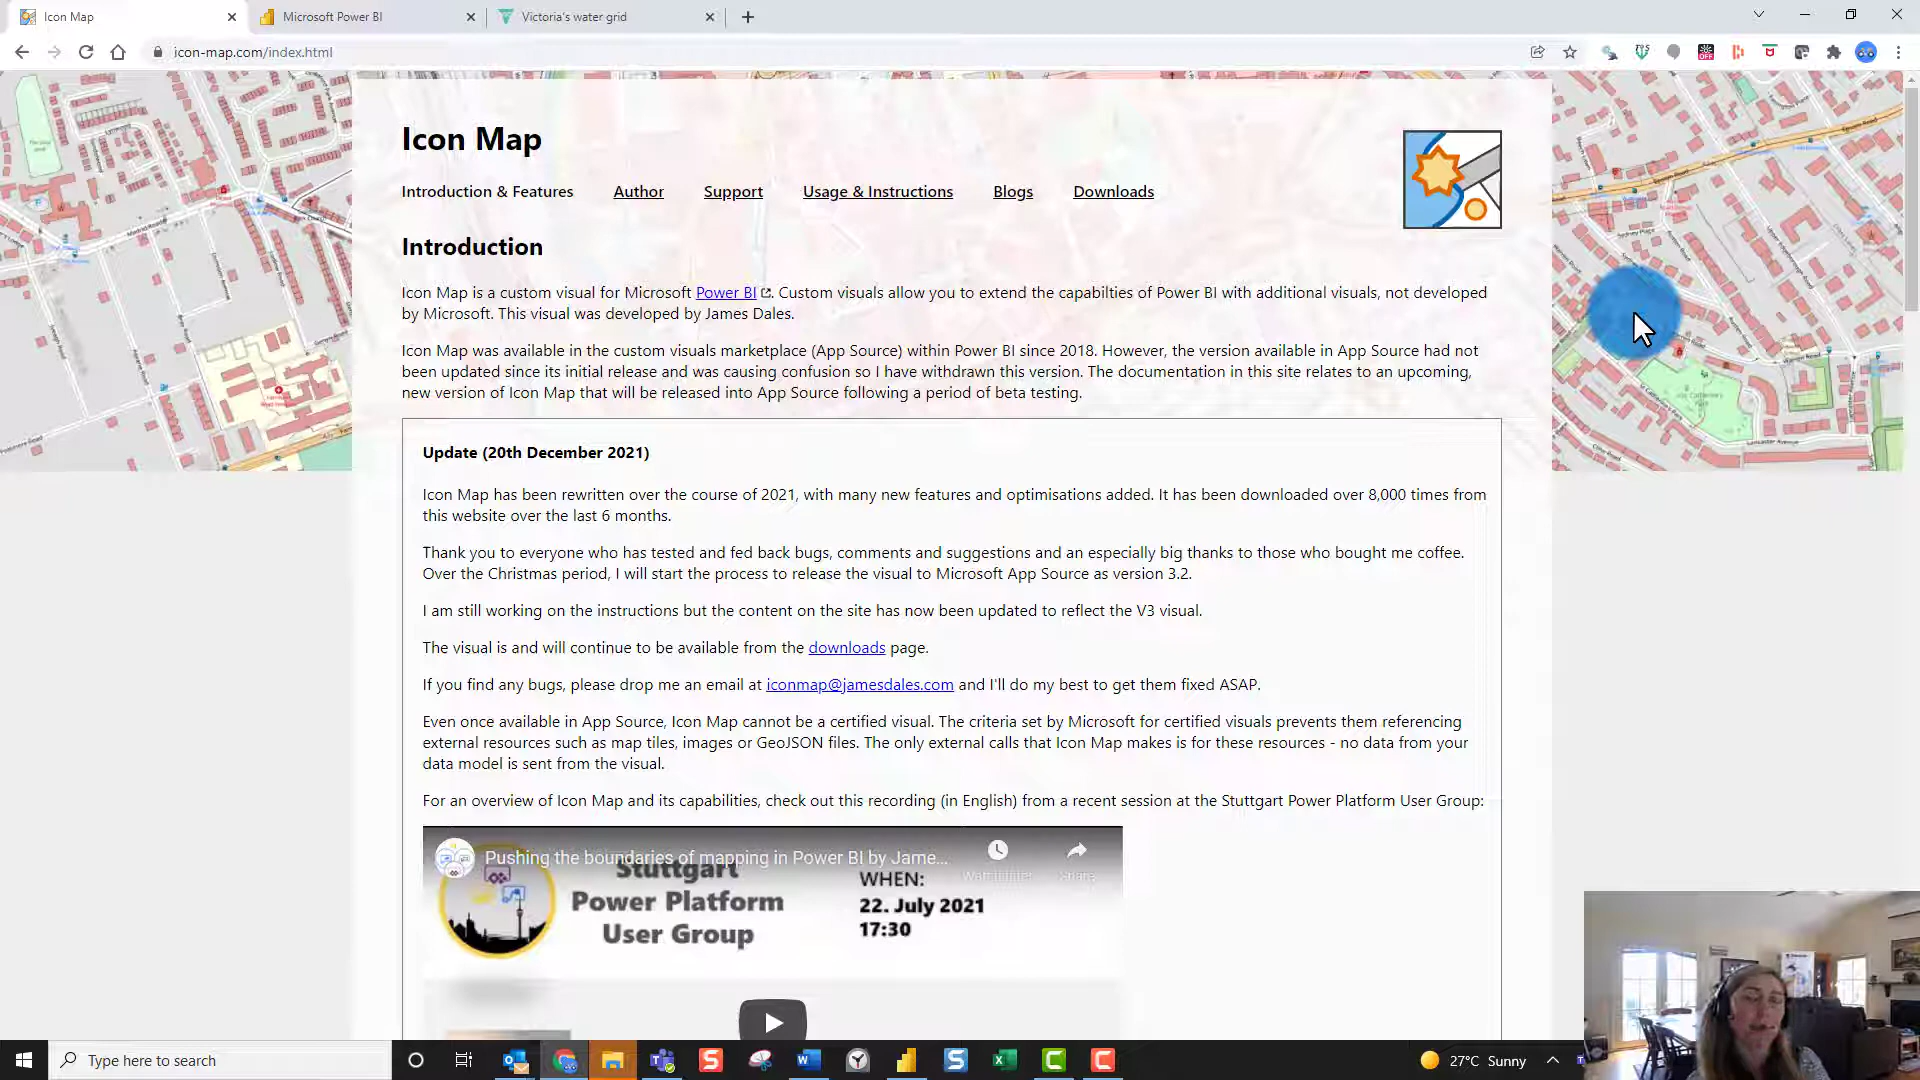 Icon Map
Microsoft Power BI
Victoria's water grid
icon-map.com/index.html
OFF
Icon Map
Introduction & Features Author Support Usage & Instructions Blogs Downloads
Introduction
Icon Map is a custom visual for Microsoft Power BI. Custom visuals allow you to extend the capabilties of Power BI with additional visuals, not developed
by Microsoft. This visual was developed by James Dales.
Icon Map was available in the custom visuals marketplace (App Source) within Power BI since 2018. However, the version available in App Source had not
been updated since its initial release and was causing confusion so I have withdrawn this version. The documentation in this site relates to an upcoming,
new version of Icon Map that will be released into App Source following a period of beta testing.
Update (20th December 2021)
Icon Map has been rewritten over the course of 2021, with many new features and optimisations added. It has been downloaded over 8,000 times from
this website over the last 6 months.
Thank you to everyone who has tested and fed back bugs, comments and suggestions and an especially big thanks to those who bought me coffee.
Over the Christmas period, I will start the process to release the visual to Microsoft App Source as version 3.2.
I am still working on the instructions but the content on the site has now been updated to reflect the V3 visual.
The visual is and will continue to be available from the downloads page.
If you find any bugs, please drop me an email at iconmap@jamesdales.com and I'll do my best to get them fixed ASAP.
Even once available in App Source, Icon Map cannot be a certified visual. The criteria set by Microsoft for certified visuals prevents them referencing
external resources such as map tiles, images or GeoJSON files. The only external calls that Icon Map makes is for these resources - no data from your
data model is sent from the visual.
For an overview of Icon Map and its capabilities, check out this recording (in English) from a recent session at the Stuttgart Power Platform User Group:
Pushing the boundaries of mapping in Power BI by Jame...
Watch later Share
Stuttgart
Power Platform
User Group
WHEN:
22. July 2021
17:30
Type here to search
27°C Sunny